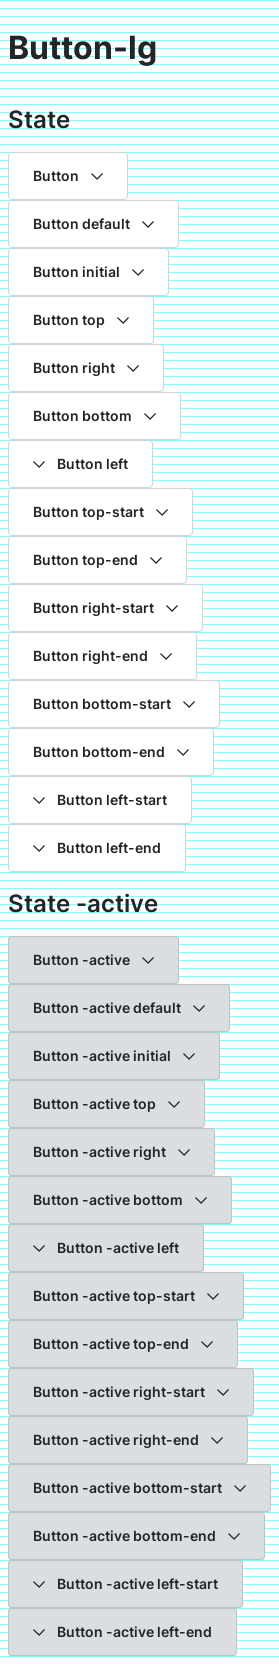 Button-lg
State
Button
Button default
Button initial
Button top
Button right
Button bottom
Button left
Button top-start
Button top-end
Button right-start
Button right-end
Button bottom-start
Button bottom-end
Button left-start
Button left-end
State -active
Button -active
Button -active default
Button -active initial
Button -active top
Button -active right
Button -active bottom
Button -active left
Button -active top-start
Button -active top-end
Button -active right-start
Button -active right-end
Button -active bottom-start
Button -active bottom-end
Button -active left-start
Button -active left-end